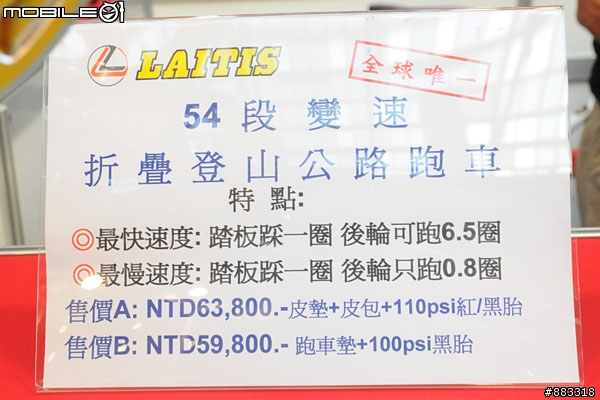 MOBILE01
LAITIS
全球唯一
54 段 變 速
折疊登山公路跑車
特 點:
◎最快速度: 踏板踩一圈 後輪可跑6.5圈
◎最慢速度: 踏板踩一圈 後輪只跑0.8圈
售價A: NTD63,800.-皮墊+皮包+110psi紅/黑胎
售價B: NTD59,800.- 跑車墊+100psi黑胎
#883318